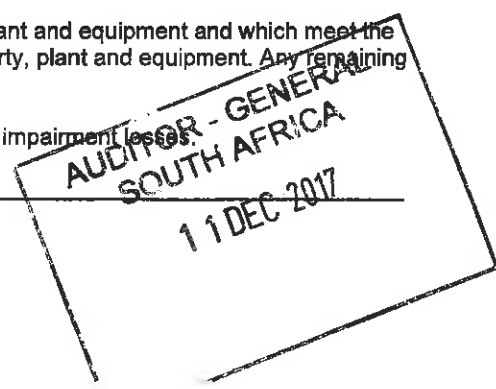 ant and equipment and which meet the
rty, plant and equipment. Any remaining
impairment losses.
AUDITOR - GENERAL
SOUTH AFRICA
11 DEC 2017